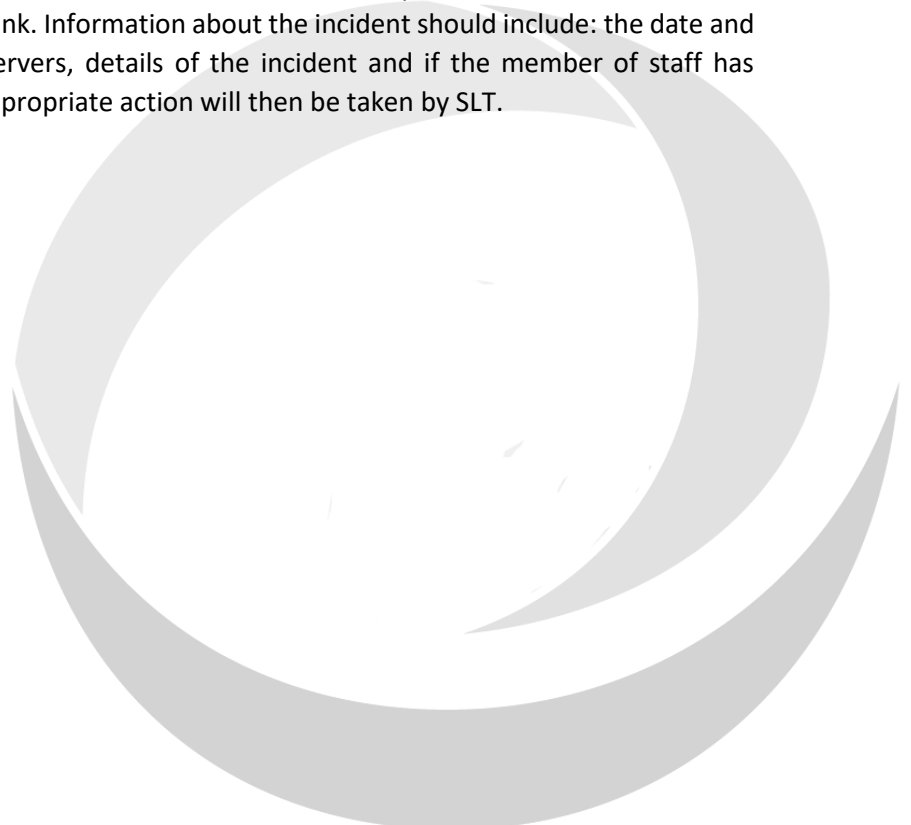 nk. Information about the incident should include: the date and
ervers, details of the incident and if the member of staff has
propriate action will then be taken by SLT.